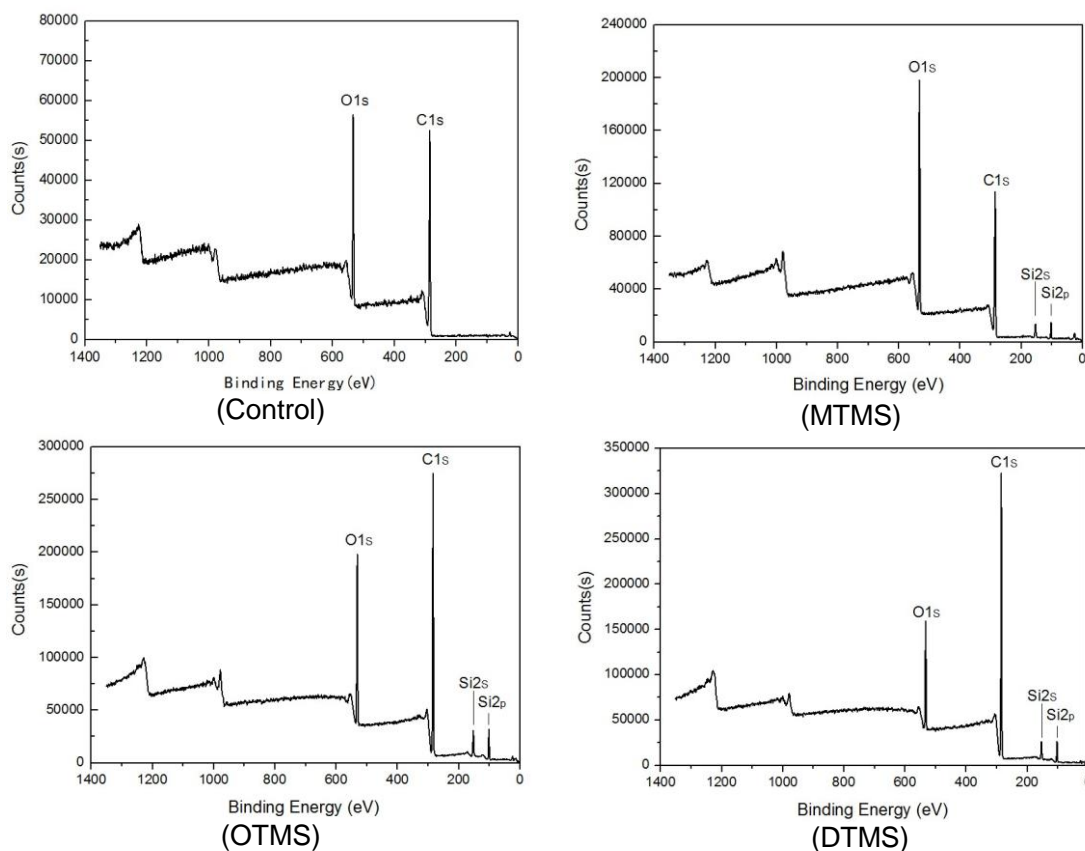 80000
70000
60000
50000
40000
30000
20000
10000
0
Counts(s)
O1s
C1s
1400 1200 1000 800 600 400 200 0
Binding Energy(eV)
(Control)
240000
200000
160000
120000
80000
40000
0
Counts(s)
O1s
C1s
Si2s
Si2p
1400 1200 1000 800 600 400 200 0
Binding Energy (eV)
(MTMS)
300000
250000
200000
150000
100000
50000
0
Counts(s)
C1s
O1s
Si2s
Si2p
1400 1200 1000 800 600 400 200 0
Binding Energy (eV)
(OTMS)
350000
300000
250000
200000
150000
100000
50000
0
Counts(s)
C1s
O1s
Si2s
Si2p
1400 1200 1000 800 600 400 200 0
Binding Energy (eV)
(DTMS)